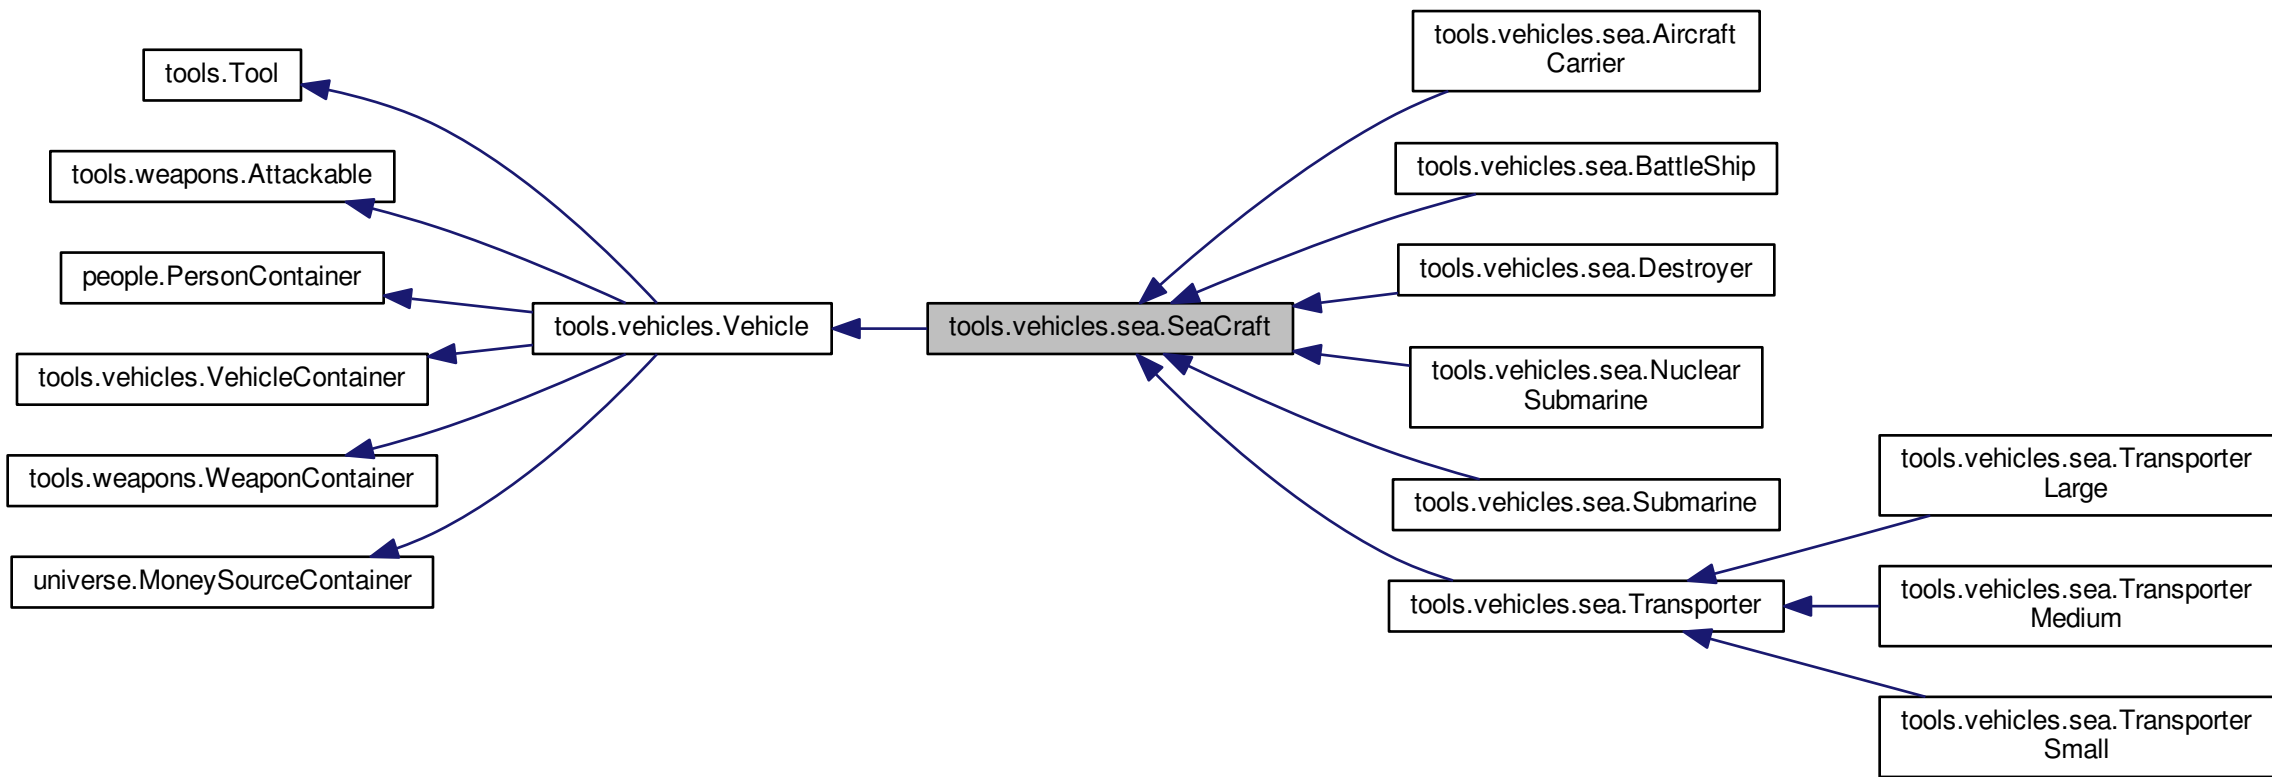 tools.Tool
tools.weapons.Attackable
people.PersonContainer
tools.vehicles.VehicleContainer
tools.weapons.WeaponContainer
universe.MoneySourceContainer
tools.vehicles.Vehicle
tools.vehicles.sea.SeaCraft
tools.vehicles.sea.Aircraft
Carrier
tools.vehicles.sea.BattleShip
tools.vehicles.sea.Destroyer
tools.vehicles.sea.Nuclear
Submarine
tools.vehicles.sea.Submarine
tools.vehicles.sea.Transporter
tools.vehicles.sea.Transporter
Large
tools.vehicles.sea.Transporter
Medium
tools.vehicles.sea.Transporter
Small